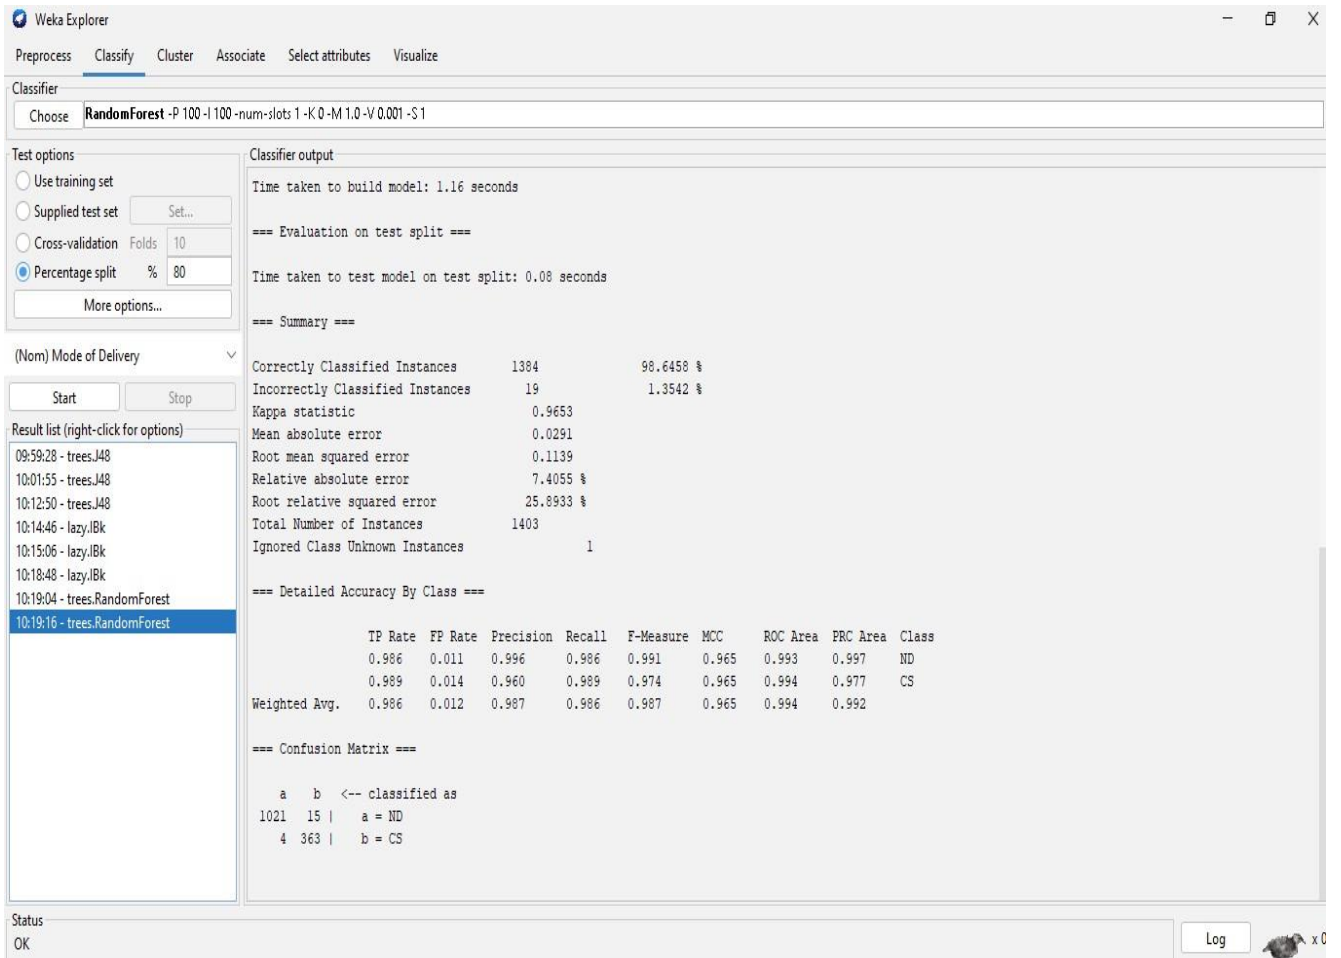 Weka Explorer
Preprocess Classify Cluster Associate Select attributes Visualize
Classifier
Choose RandomForest -P 100 -I 100 -num-slots 1 -K 0 -M 1.0 -V 0.001 -S 1
Test options
Use training set
Supplied test set Set...
Cross-validation Folds 10
Percentage split % 80
More options...
(Nom) Mode of Delivery
Start Stop
Result list (right-click for options)
09:59:28 - trees.J48
10:01:55 - trees.J48
10:12:50 - trees.J48
10:14:46 - lazy.IBk
10:15:06 - lazy.IBk
10:18:48 - lazy.IBk
10:19:04 - trees.RandomForest
10:19:16 - trees.RandomForest
Classifier output
Time taken to build model: 1.16 seconds
=== Evaluation on test split ===
Time taken to test model on test split: 0.08 seconds
=== Summary ===
Correctly Classified Instances 1384 98.6458 %
Incorrectly Classified Instances 19 1.3542 %
Kappa statistic 0.9653
Mean absolute error 0.0291
Root mean squared error 0.1139
Relative absolute error 7.4055 %
Root relative squared error 25.8933 %
Total Number of Instances 1403
Ignored Class Unknown Instances 1
=== Detailed Accuracy By Class ===
TP Rate FP Rate Precision Recall F-Measure MCC ROC Area PRC Area Class
0.986 0.011 0.996 0.986 0.991 0.965 0.993 0.997 ND
0.989 0.014 0.960 0.989 0.974 0.965 0.994 0.977 CS
Weighted Avg. 0.986 0.012 0.987 0.986 0.987 0.965 0.994 0.992
=== Confusion Matrix ===
a b <-- classified as
1021 15 | a = ND
4 363 | b = CS
Status
OK
Log
x 0